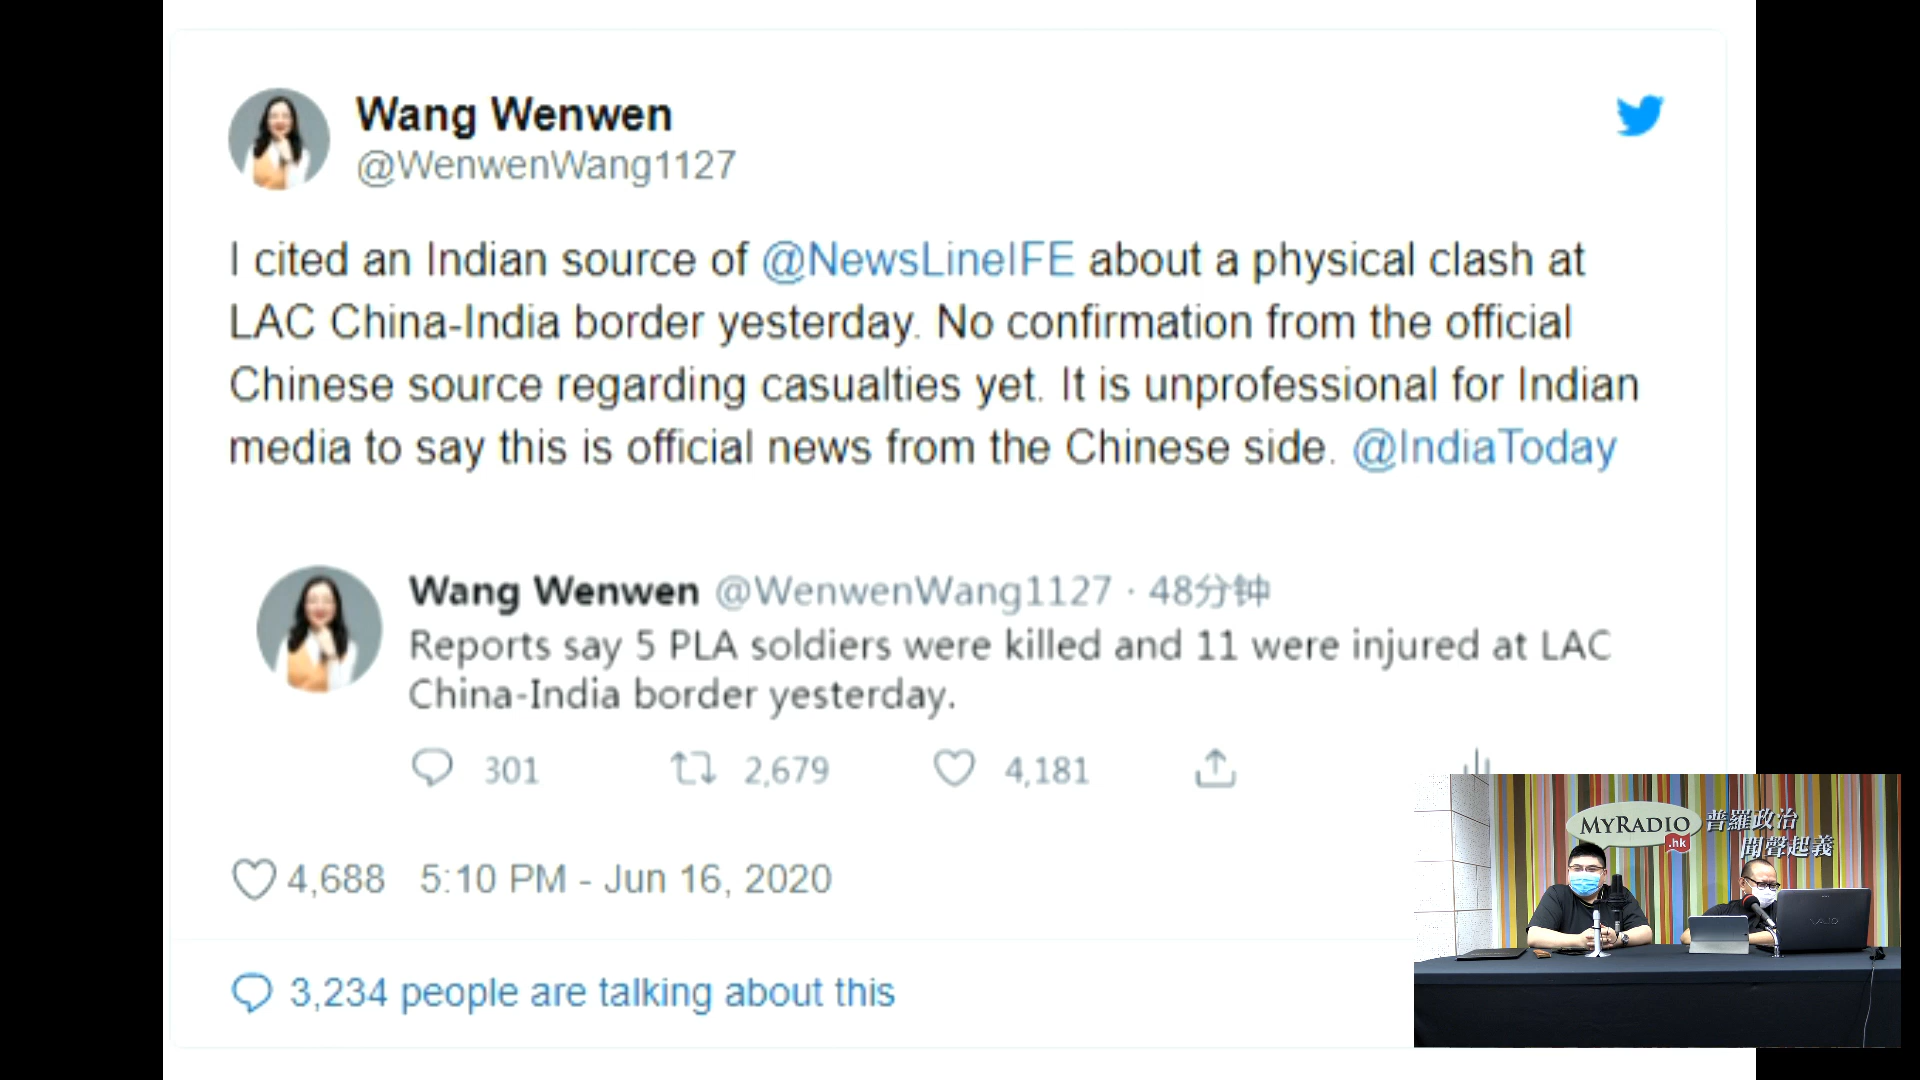 Wang Wenwen
@WenwenWang1127
I cited an Indian source of @NewsLineIFE about a physical clash at
LAC China-India border yesterday. No confirmation from the official
Chinese source regarding casualties yet. It is unprofessional for Indian
media to say this is official news from the Chinese side. @IndiaToday
Wang Wenwen @WenwenWang1127 · 48分钟
Reports say 5 PLA soldiers were killed and 11 were injured at LAC
China-India border yesterday.
301 2,679 4,181
4,688 5:10 PM - Jun 16, 2020
3,234 people are talking about this
MYRADIO
.hk
普羅政治
聞聲起義
VAIO